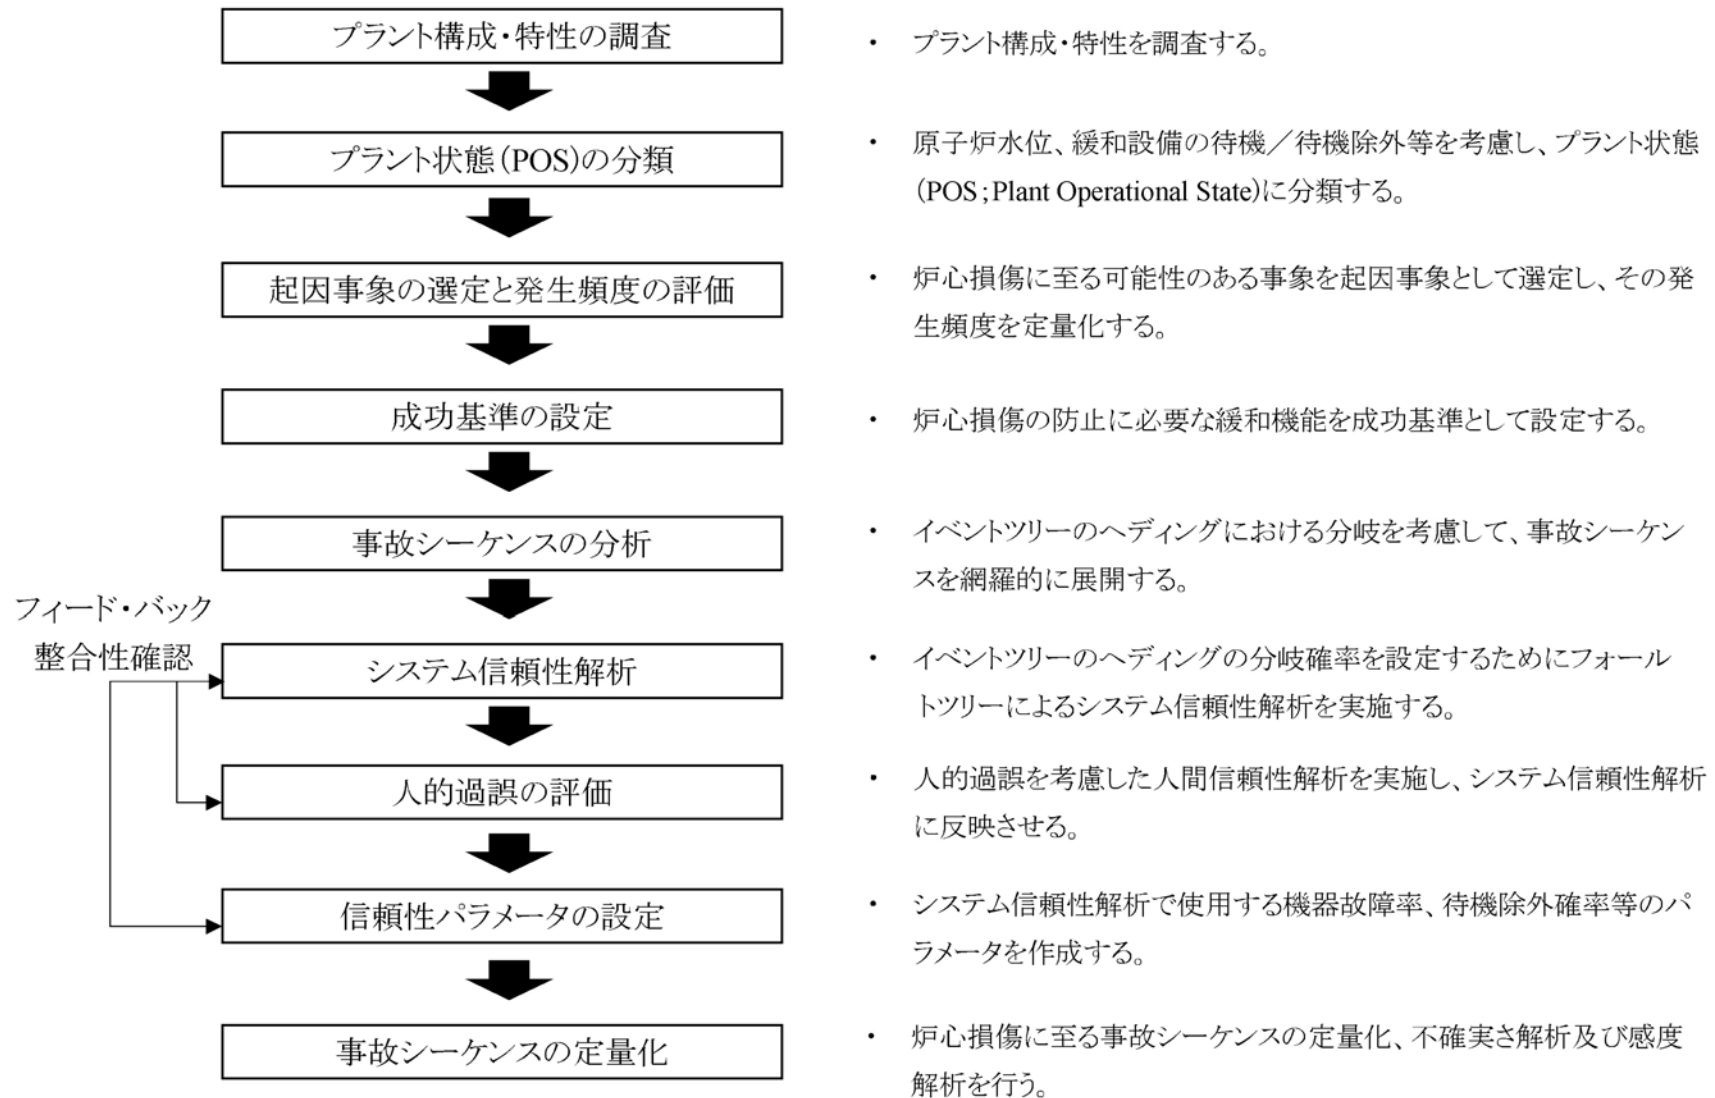 プラント構成・特性の調査
・ プラント構成・特性を調査する。
プラント状態(POS)の分類
・ 原子炉水位、緩和設備の待機／待機除外等を考慮し、プラント状態
(POS;Plant Operational State)に分類する。
起因事象の選定と発生頻度の評価
・ 炉心損傷に至る可能性のある事象を起因事象として選定し、その発
生頻度を定量化する。
成功基準の設定
・ 炉心損傷の防止に必要な緩和機能を成功基準として設定する。
事故シーケンスの分析
・ イベントツリーのヘディングにおける分岐を考慮して、事故シーケン
スを網羅的に展開する。
フィード・バック
整合性確認
システム信頼性解析
・ イベントツリーのヘディングの分岐確率を設定するためにフォール
トツリーによるシステム信頼性解析を実施する。
人的過誤の評価
・ 人的過誤を考慮した人間信頼性解析を実施し、システム信頼性解析
に反映させる。
信頼性パラメータの設定
・ システム信頼性解析で使用する機器故障率、待機除外確率等のパ
ラメータを作成する。
事故シーケンスの定量化
・ 炉心損傷に至る事故シーケンスの定量化、不確実さ解析及び感度
解析を行う。